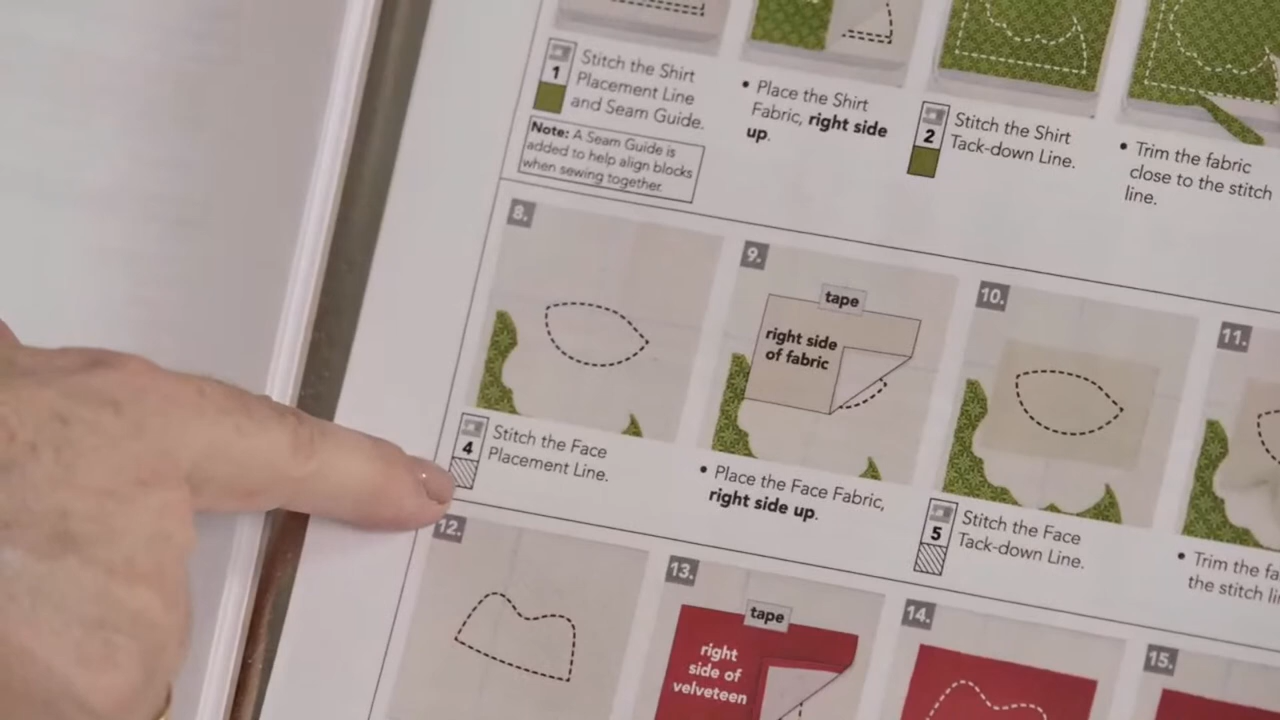 1
Stitch the Shirt
Placement Line
and Seam Guide.
Note: A Seam Guide is
added to help align blocks
when sewing together.
• Place the Shirt
Fabric, right side
up.
2
Stitch the Shirt
Tack-down Line.
• Trim the fabric
close to the stitch
line.
8.
4
Stitch the Face
Placement Line.
9.
tape
right side
of fabric
• Place the Face Fabric,
right side up.
10.
5
Stitch the Face
Tack-down Line.
11.
• Trim the
the stitch
12.
13.
tape
right
side of
velveteen
14.
15.